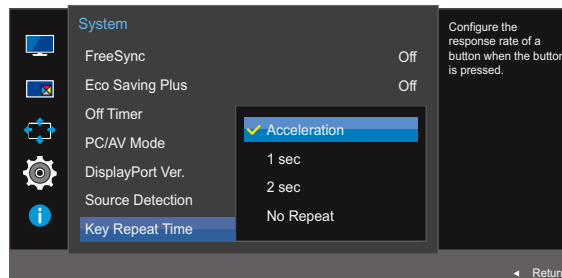 System
FreeSync Off
Eco Saving Plus Off
Off Timer
PC/AV Mode
DisplayPort Ver.
Source Detection
Key Repeat Time
Acceleration
1 sec
2 sec
No Repeat
Configure the
response rate of a
button when the button
is pressed.
Return